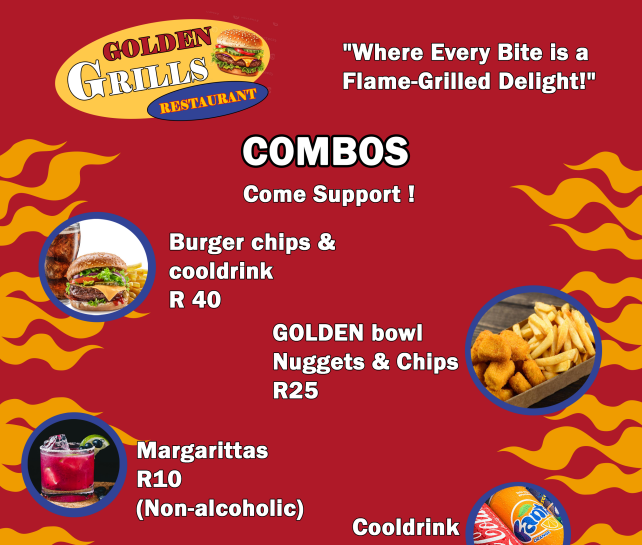 GOLDEN
GRILLS
RESTAURANT
"Where Every Bite is a
Flame-Grilled Delight!"
COMBOS
Come Support !
Burger chips &
cooldrink
R 40
GOLDEN bowl
Nuggets & Chips
R25
Margarittas
R10
(Non-alcoholic)
Cooldrink